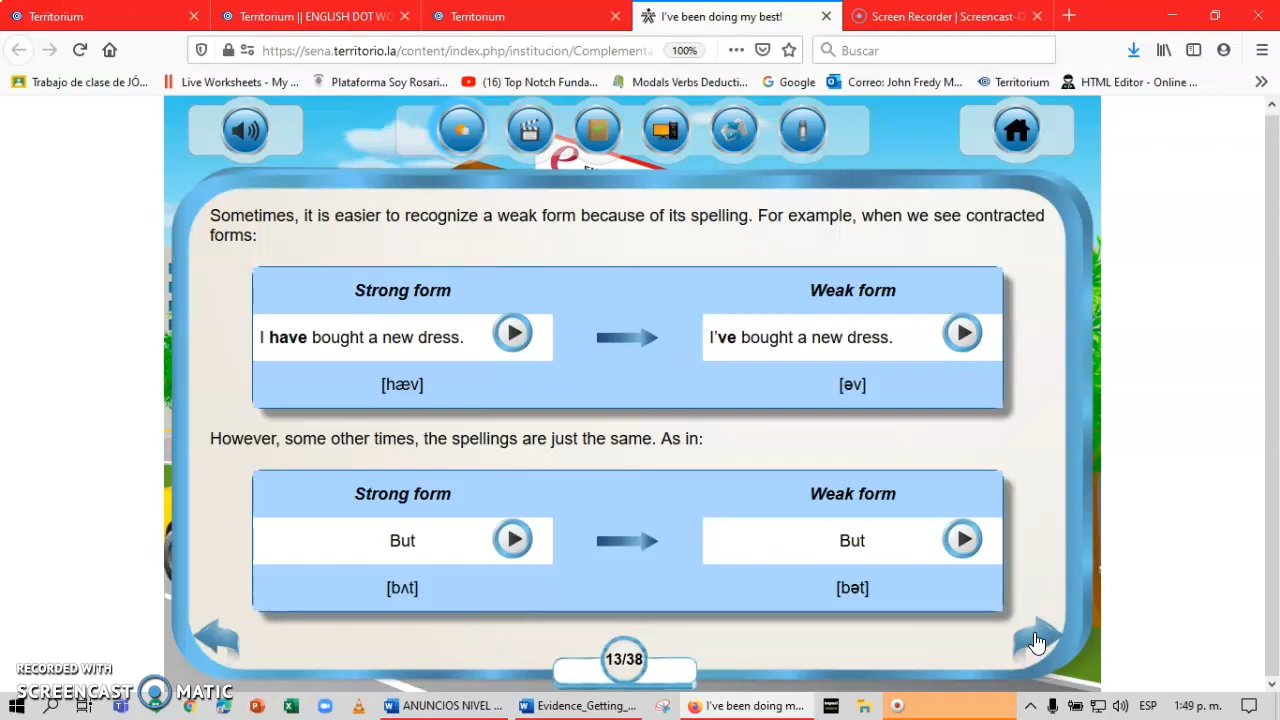 Territorium
Territorium || ENGLISH DOT WO
Territorium
I've been doing my best!
Screen Recorder | Screencast-O
https://sena.territorio.la/content/index.php/institucion/Complementa
100%
Buscar
Trabajo de clase de JÓ...
Live Worksheets - My ...
Plataforma Soy Rosari...
(16) Top Notch Funda...
Modals Verbs Deducti...
Google
Correo: John Fredy M...
Territorium
HTML Editor - Online ...
Sometimes, it is easier to recognize a weak form because of its spelling. For example, when we see contracted
forms:
Strong form
Weak form
I have bought a new dress.
I've bought a new dress.
[hæv]
[əv]
However, some other times, the spellings are just the same. As in:
Strong form
Weak form
But
But
[bʌt]
[bət]
13/38
RECORDED WITH
SCREENCAST MATIC
ANUNCIOS NIVEL ...
Evidence_Getting_...
I've been doing m...
ESP
1:49 p. m.